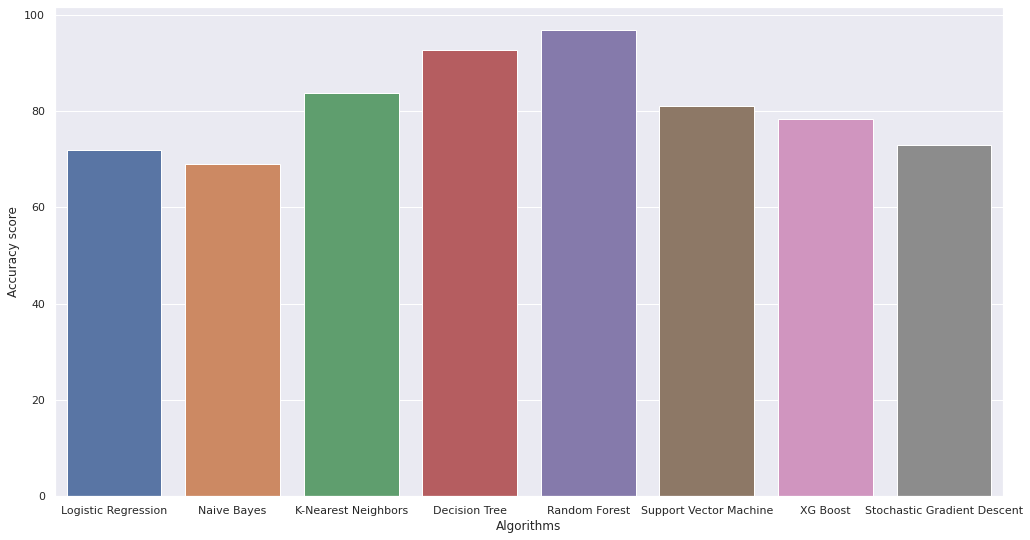 100
80
60
40
20
0
Accuracy score
Logistic Regression
Naive Bayes
K-Nearest Neighbors
Decision Tree
Random Forest
Support Vector Machine
XG Boost
Stochastic Gradient Descent
Algorithms